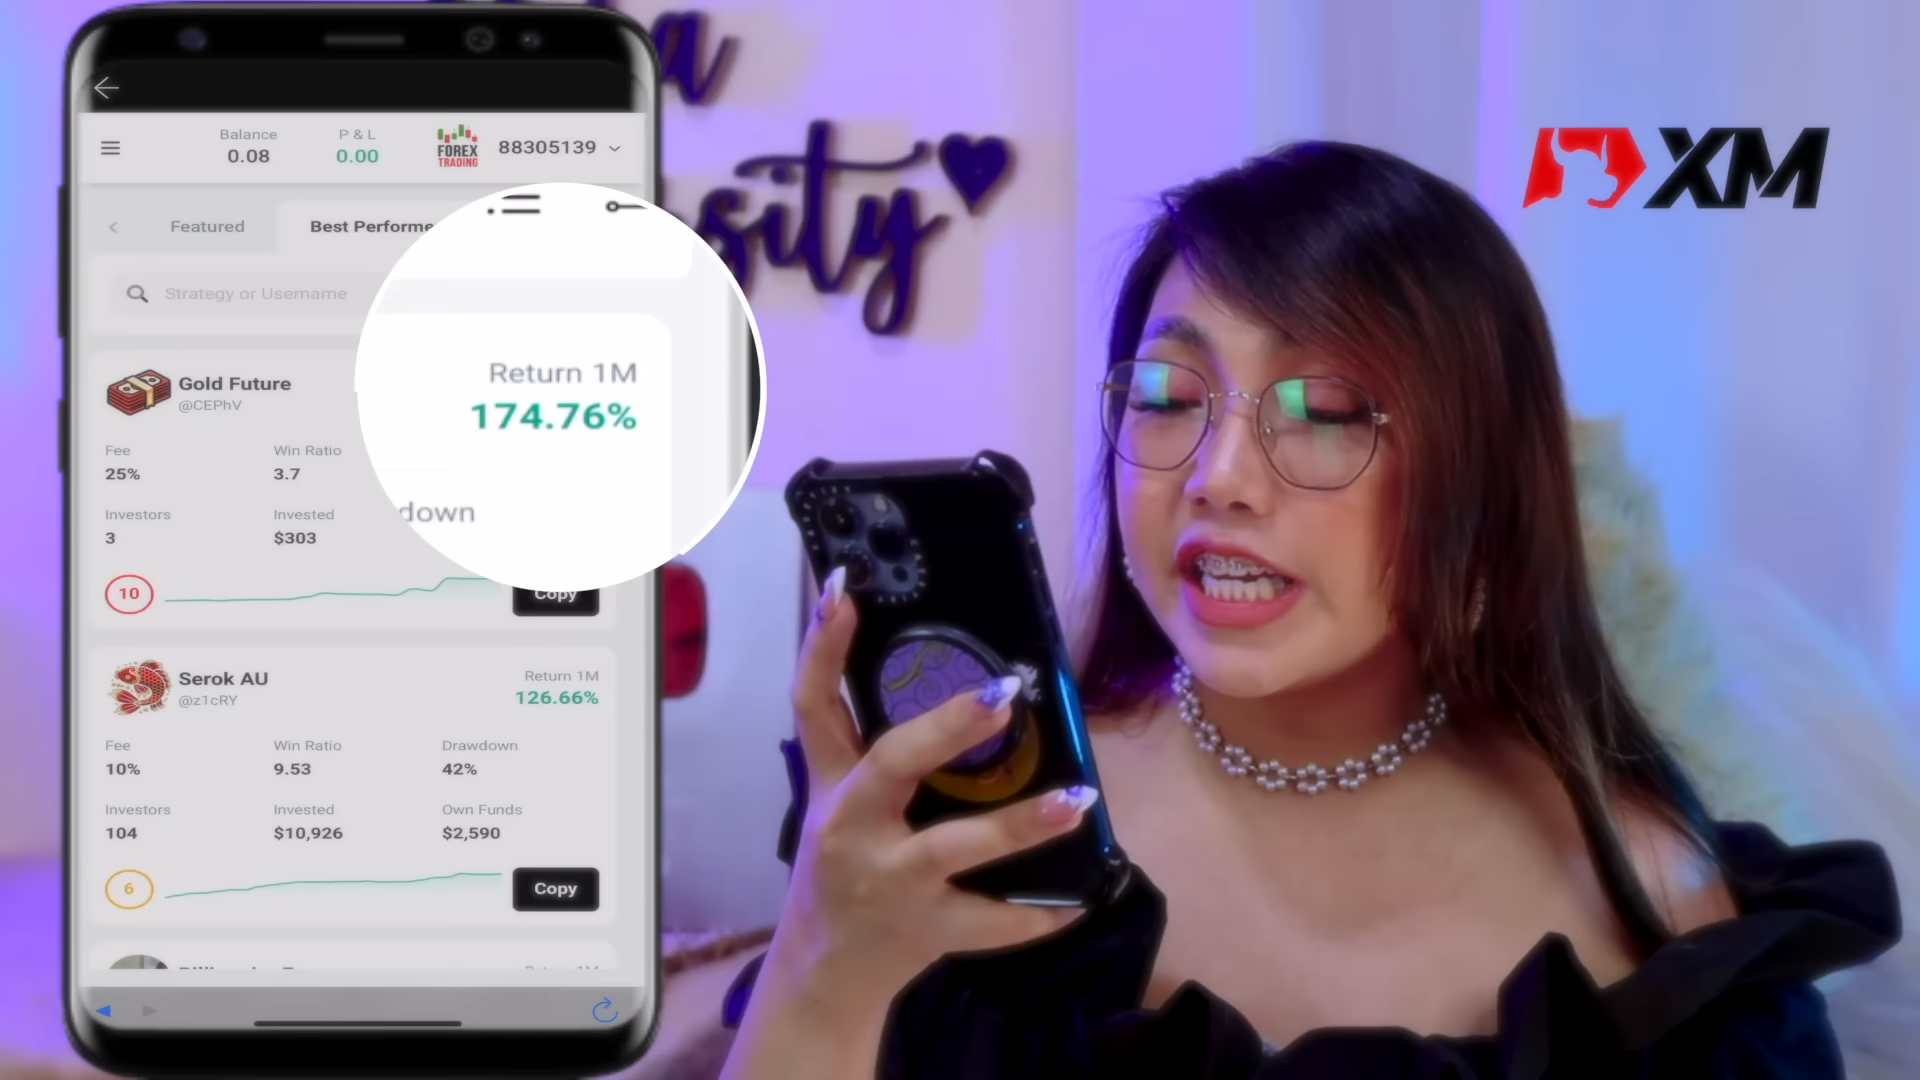 Balance
0.08
P & L
0.00
FOREX
TRADING
88305139
Featured
Best Performe
Strategy or Username
Gold Future
@CEPhV
Return 1M
174.76%
Fee
25%
Win Ratio
3.7
down
Investors
3
Invested
$303
10
Copy
Serok AU
@z1cRY
Return 1M
126.66%
Fee
10%
Win Ratio
9.53
Drawdown
42%
Investors
104
Invested
$10,926
Own Funds
$2,590
6
Copy
sity
XM